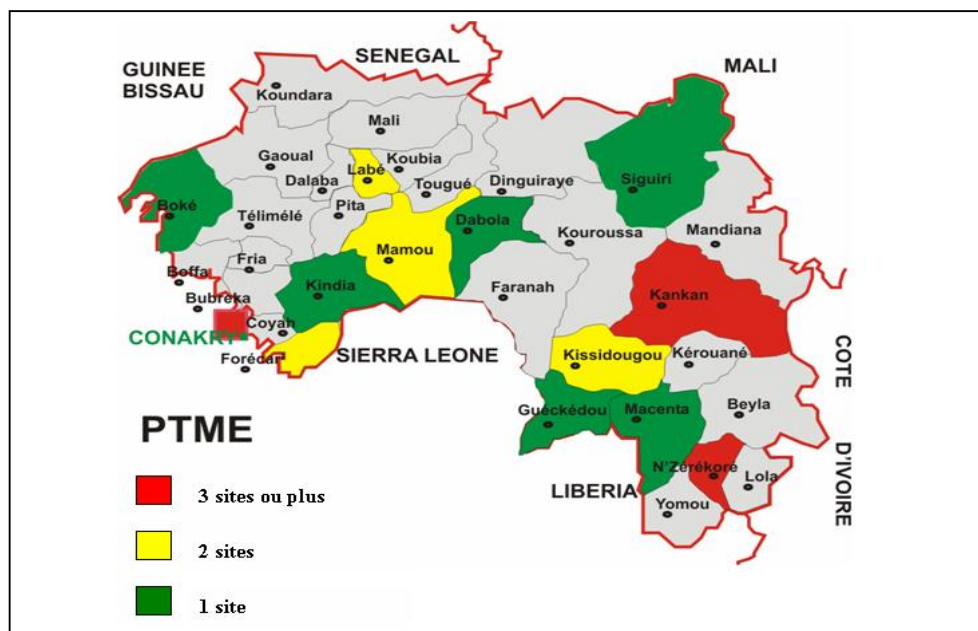 SENEGAL
GUINEE
BISSAU
MALI
Koundara
Mali
Gaoual
Koubia
Labé
Dalaba
Tougué
Dinguiraye
Siguiri
Boké
Pita
Télimélé
Dabola
Mandiana
Kouroussa
Mamou
Fria
Boffa
Kindia
Faranah
Kankan
Bubreka
Coyah
CONAKRY
SIERRA LEONE
Forécar
Kissidougou
Kérouané
COTE
D'IVOIRE
Guéckédou
Macenta
Beyla
PTME
N'Zérékoré
Lola
LIBERIA
Yomou
3 sites ou plus
2 sites
1 site